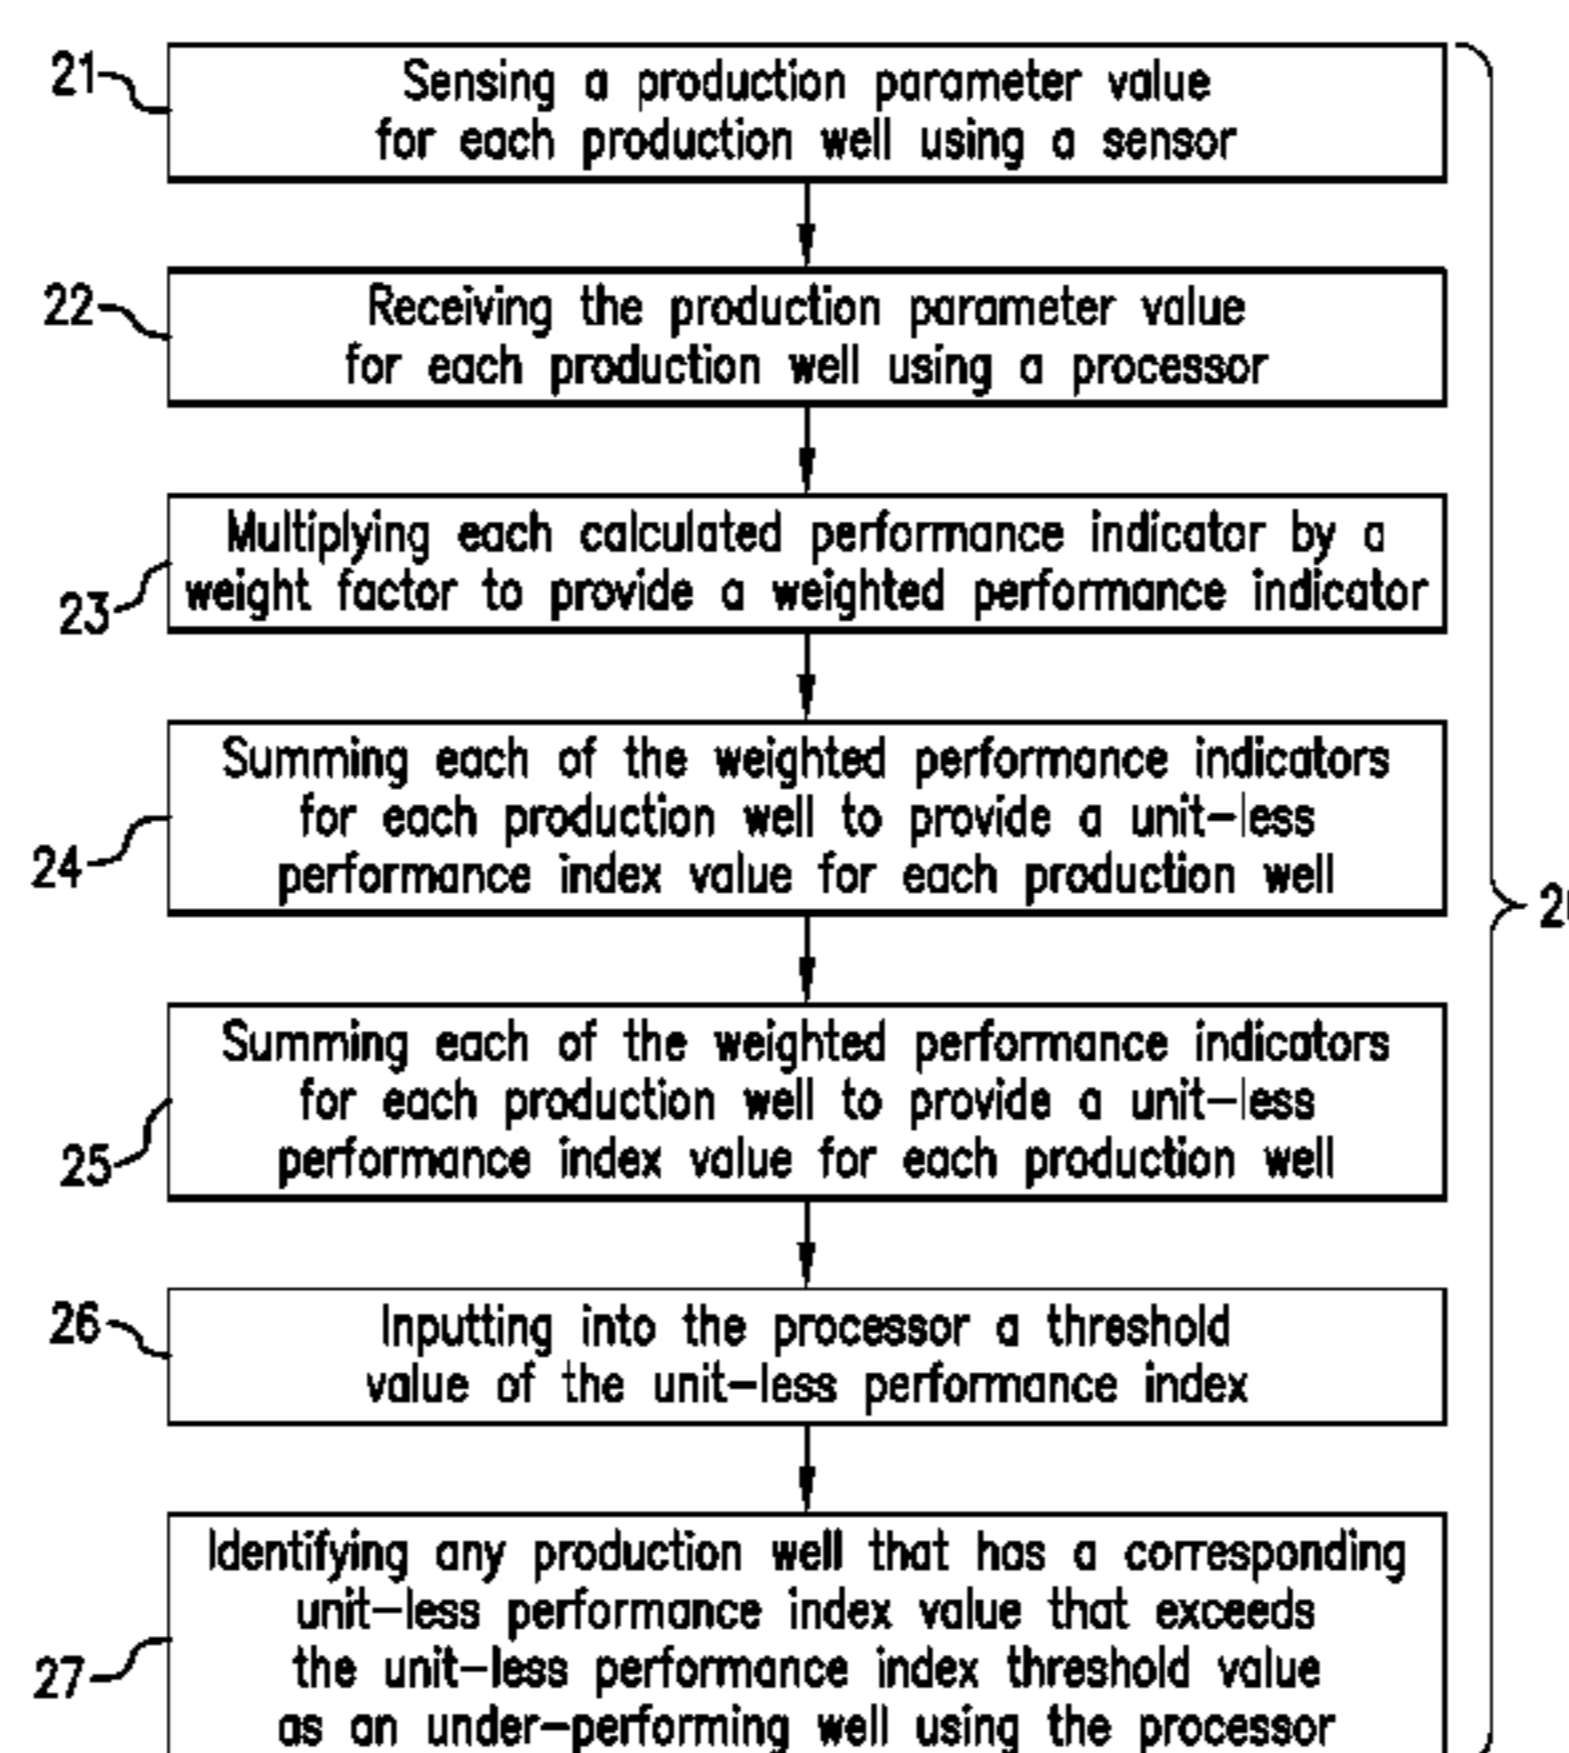 21
Sensing a production parameter value
for each production well using a sensor
22
Receiving the production parameter value
for each production well using a processor
23
Multiplying each calculated performance indicator by a
weight factor to provide a weighted performance indicator
24
Summing each of the weighted performance indicators
for each production well to provide a unit-less
performance index value for each production well
25
Summing each of the weighted performance indicators
for each production well to provide a unit-less
performance index value for each production well
26
Inputting into the processor a threshold
value of the unit-less performance index
27
Identifying any production well that has a corresponding
unit-less performance index value that exceeds
the unit-less performance index threshold value
as an under-performing well using the processor